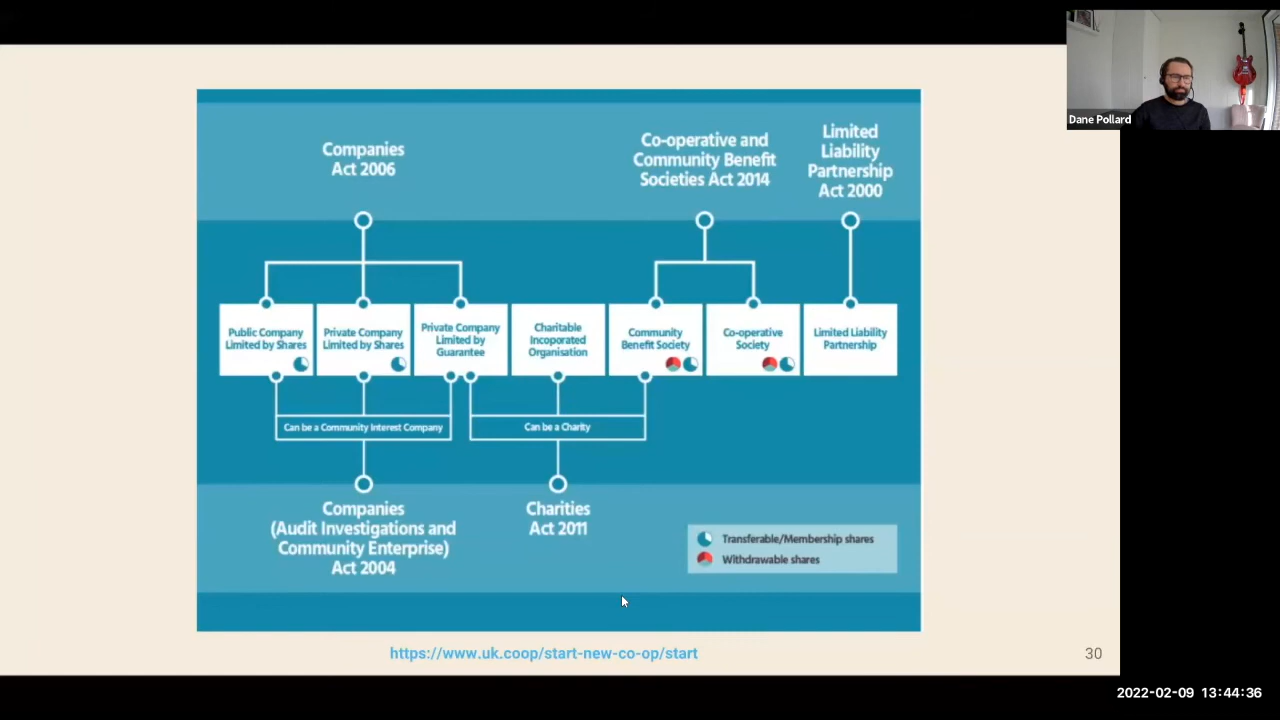 Dane Pollard
Companies
Act 2006
Co-operative and
Community Benefit
Societies Act 2014
Limited
Liability
Partnership
Act 2000
Public Company
Limited by Shares
Private Company
Limited by Shares
Private Company
Limited by
Guarantee
Charitable
Incoporated
Organisation
Community
Benefit Society
Co-operative
Society
Limited Liability
Partnership
Can be a Community Interest Company
Can be a Charity
Companies
(Audit Investigations and
Community Enterprise)
Act 2004
Charities
Act 2011
Transferable/Membership shares
Withdrawable shares
https://www.uk.coop/start-new-co-op/start
30
2022-02-09 13:44:36